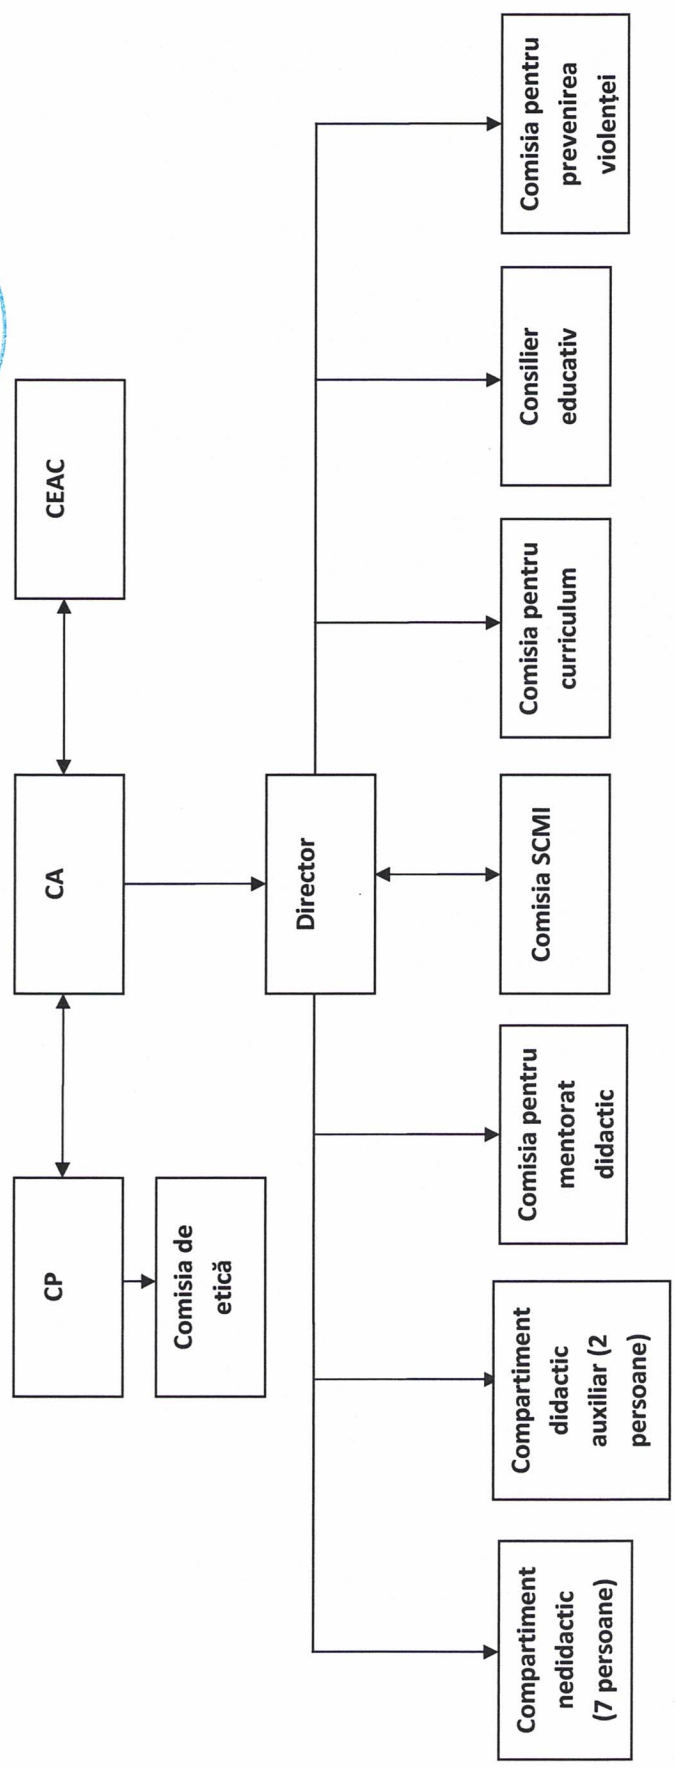 CP
CA
CEAC
Comisia de
etică
Director
Compartiment
nedidactic
(7 persoane)
Compartiment
didactic
auxiliar (2
persoane)
Comisia pentru
mentorat
didactic
Comisia SCMI
Comisia pentru
curriculum
Consilier
educativ
Comisia pentru
prevenirea
violenței